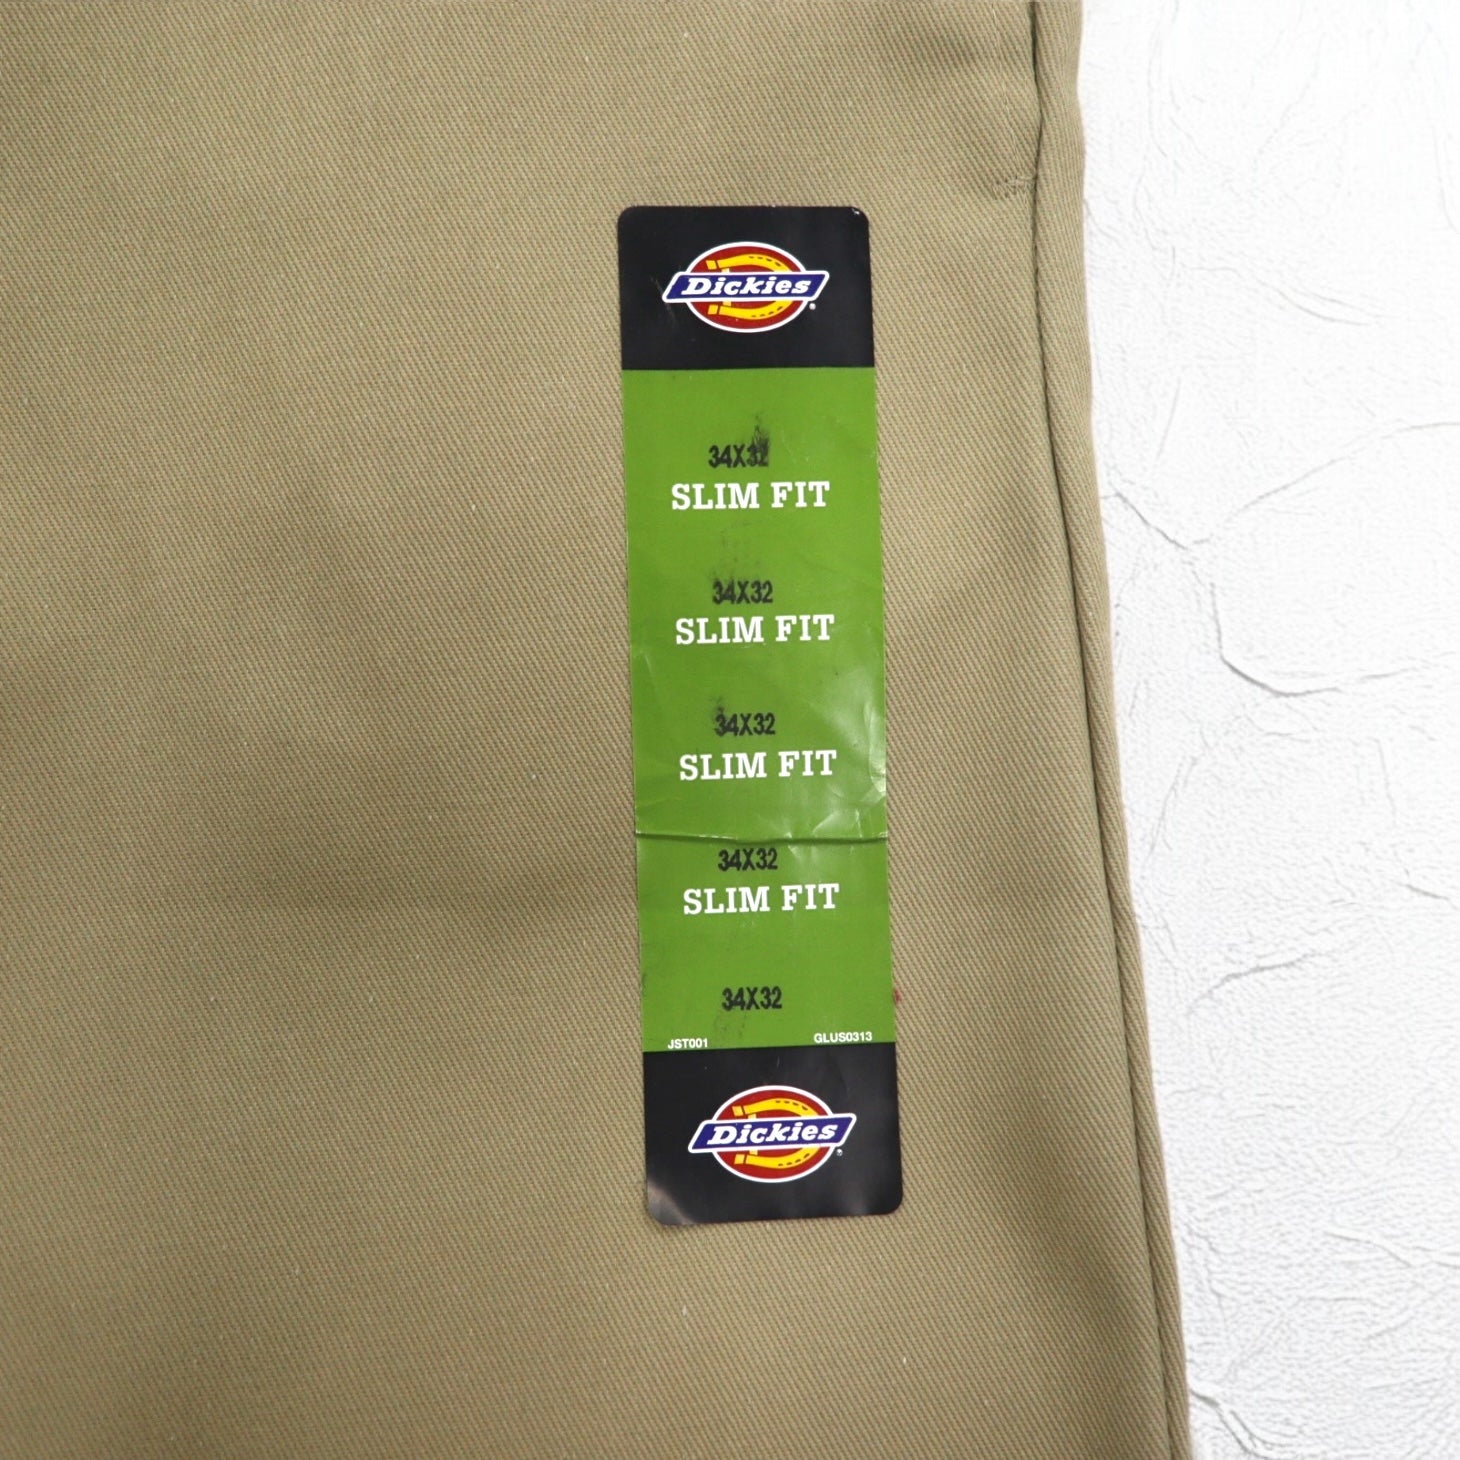 Dickies®
34X32
SLIM FIT
34X32
SLIM FIT
34X32
SLIM FIT
34X32
SLIM FIT
34X32
JST001 GLUS0313
Dickies®